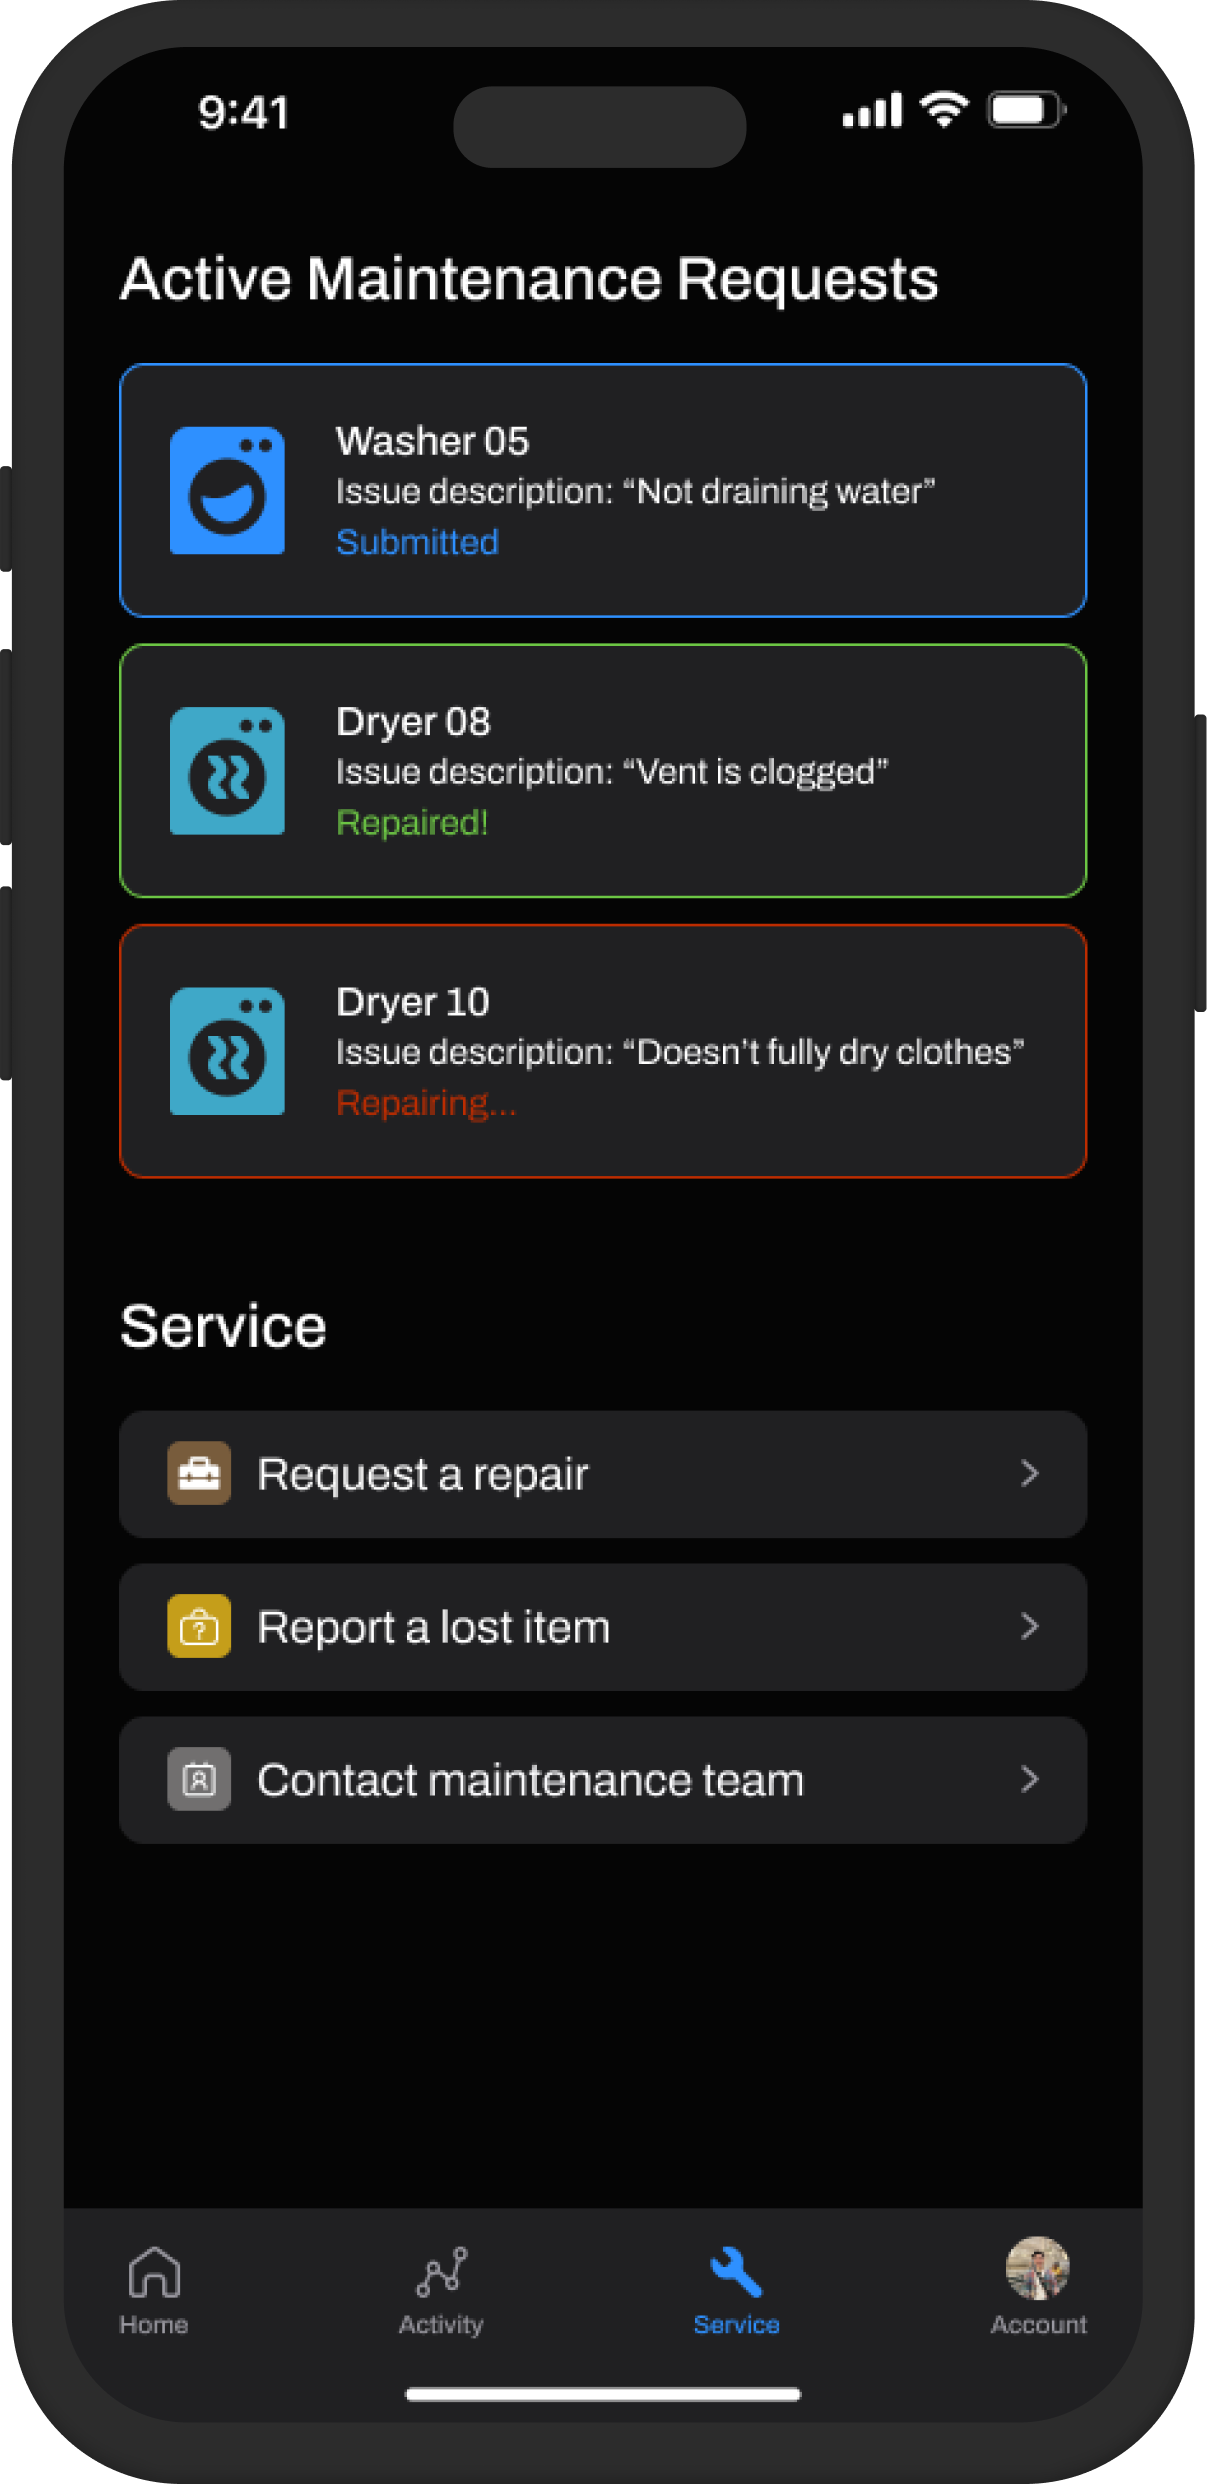 9:41
Active Maintenance Requests
Washer 05
Issue description: “Not draining water”
Submitted
Dryer 08
Issue description: “Vent is clogged”
Repaired!
Dryer 10
Issue description: “Doesn’t fully dry clothes”
Repairing...
Service
Request a repair
Report a lost item
Contact maintenance team
Home Activity Service Account